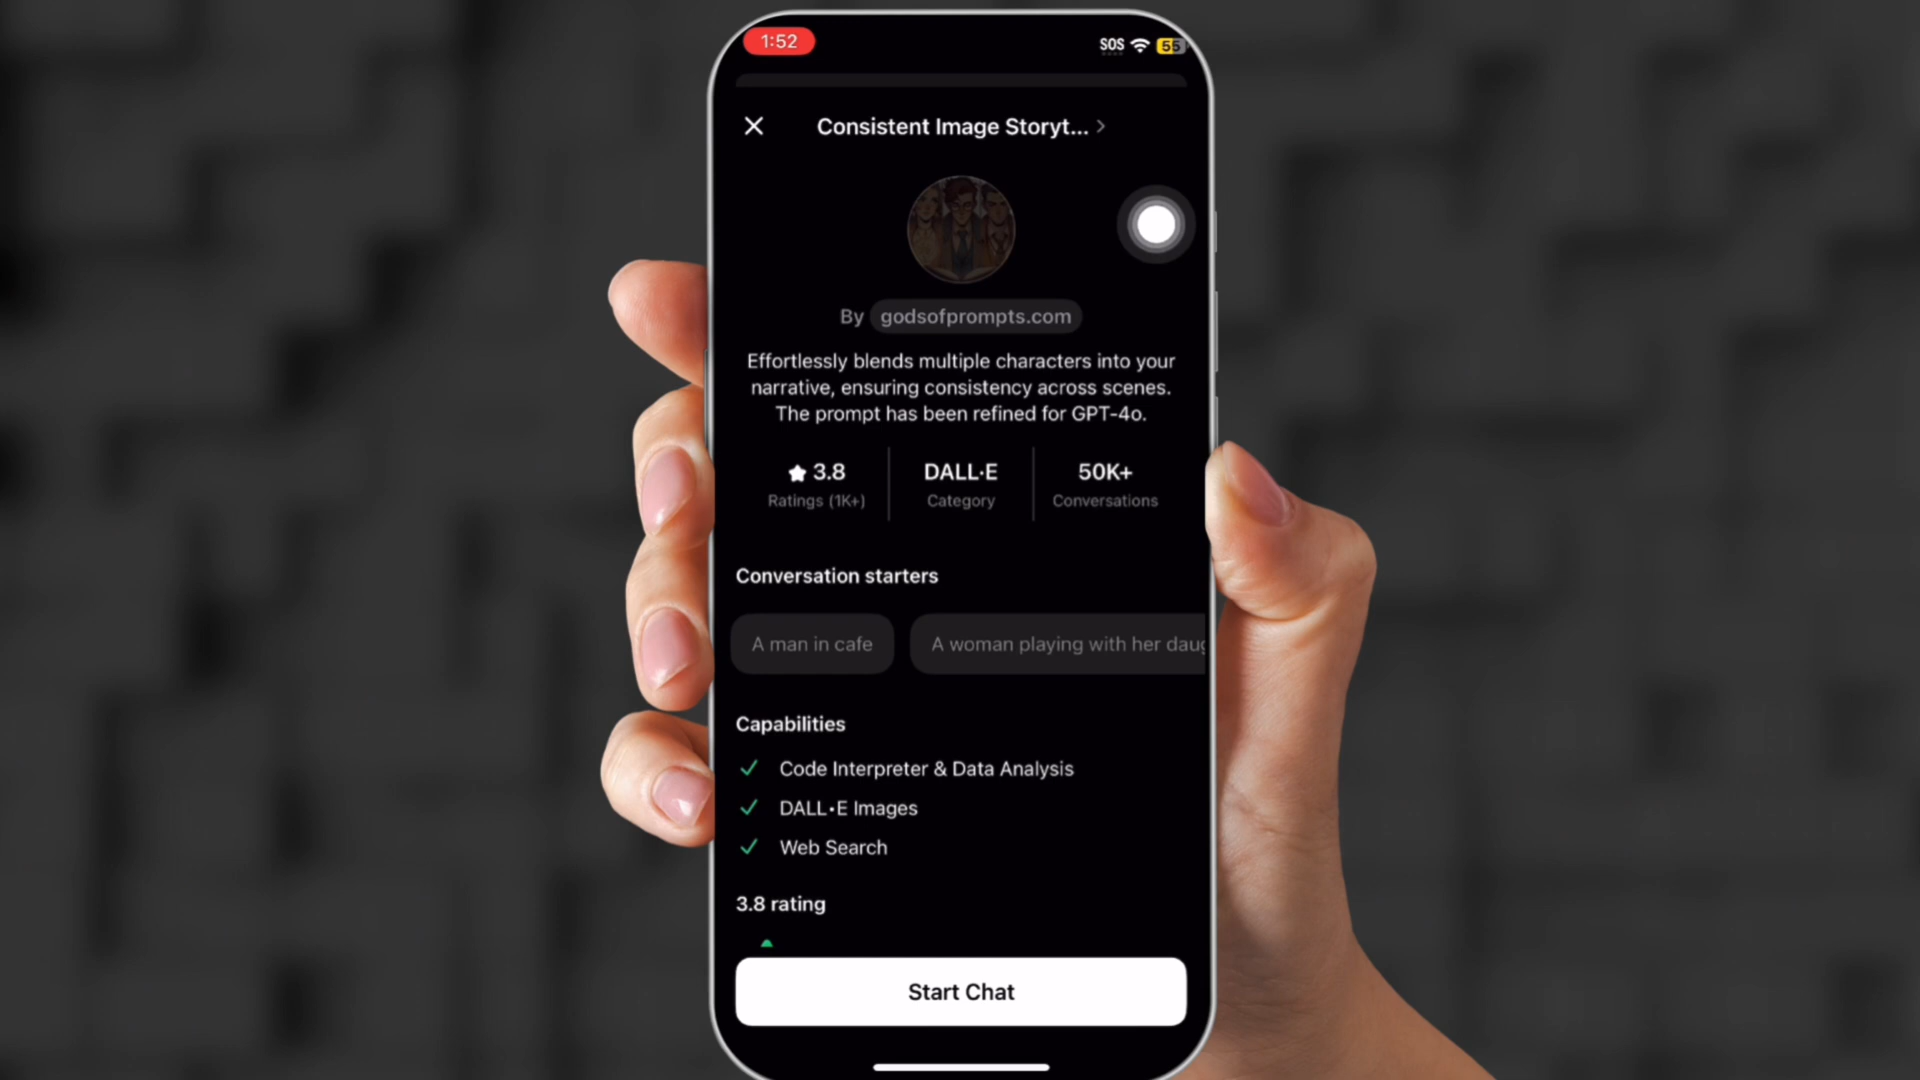 1:52
SOS
55
Consistent Image Storyt...
By godsofprompts.com
Effortlessly blends multiple characters into your
narrative, ensuring consistency across scenes.
The prompt has been refined for GPT-4o.
3.8
Ratings (1K+)
DALL·E
Category
50K+
Conversations
Conversation starters
A man in cafe
A woman playing with her daug
Capabilities
Code Interpreter & Data Analysis
DALL·E Images
Web Search
3.8 rating
Start Chat